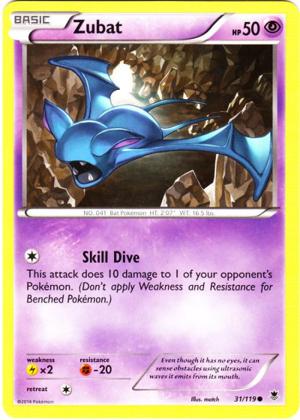 BASIC
Zubat
HP50
NO. 041 Bat Pokémon HT. 2'07" WT. 16.5 lbs.
Skill Dive
This attack does 10 damage to 1 of your opponent's
Pokémon. (Don't apply Weakness and Resistance for
Benched Pokémon.)
weakness resistance
x2 -20
retreat
Even though it has no eyes, it can
sense obstacles using ultrasonic
waves it emits from its mouth.
Illus. match 31/119
©2014 Pokémon